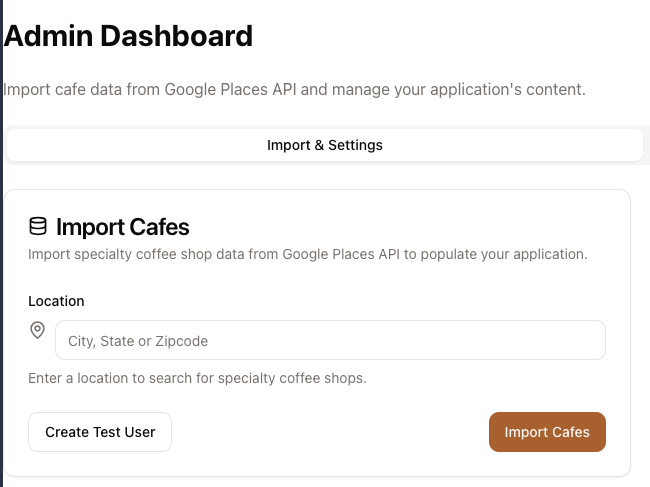 Admin Dashboard
Import cafe data from Google Places API and manage your application's content.
Import & Settings
Import Cafes
Import specialty coffee shop data from Google Places API to populate your application.
Location
City, State or Zipcode
Enter a location to search for specialty coffee shops.
Create Test User
Import Cafes